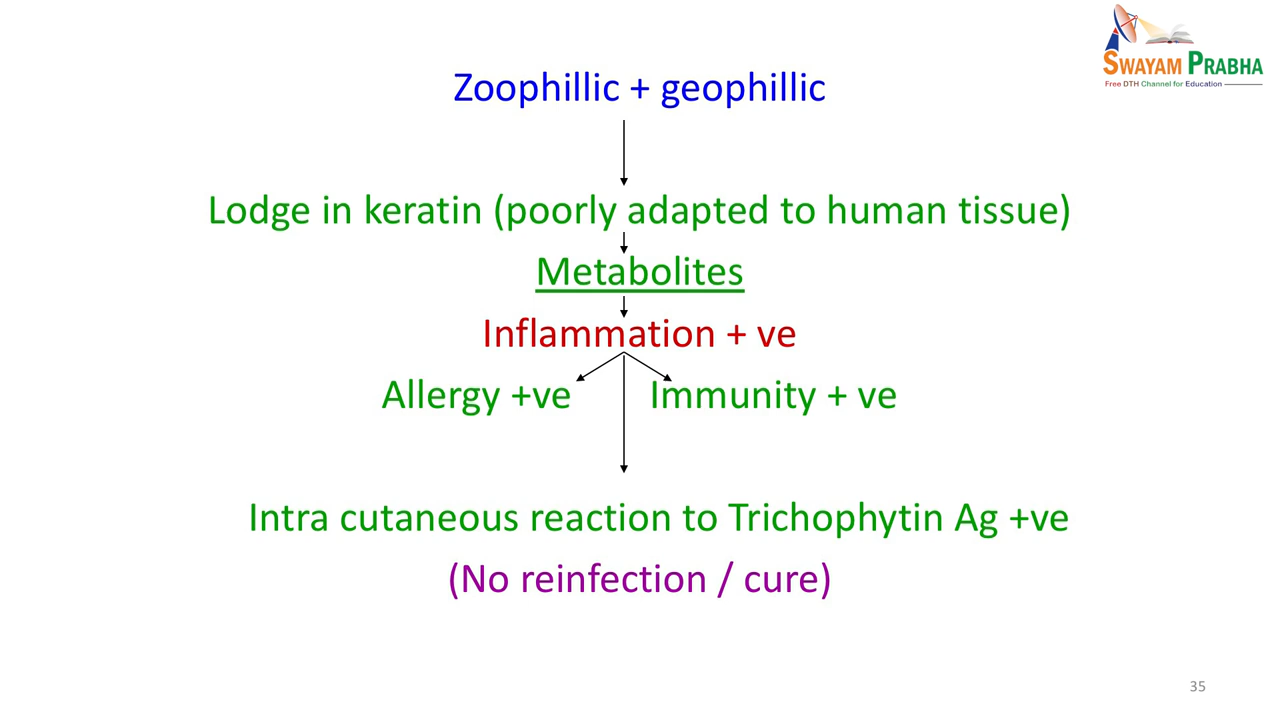 SWAYAM PRABHA
Free DTH Channel for Education
Zoophillic + geophillic
Lodge in keratin (poorly adapted to human tissue)
Metabolites
Inflammation + ve
Allergy +ve Immunity + ve
Intra cutaneous reaction to Trichophytin Ag +ve
(No reinfection / cure)
35